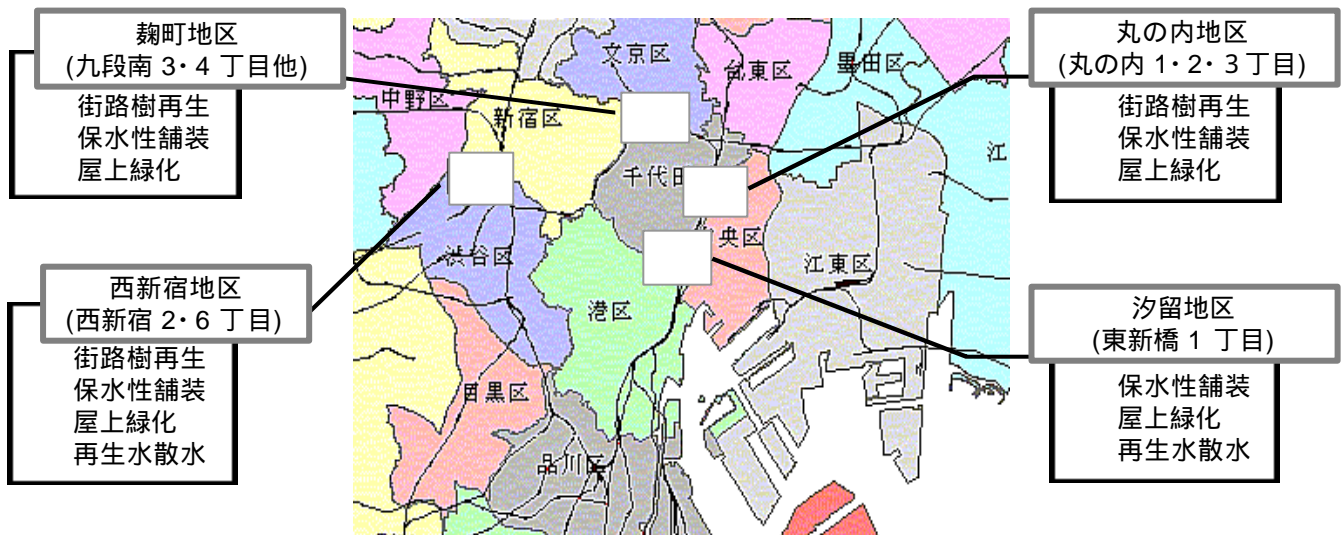 麹町地区
(九段南 3・4 丁目他)
街路樹再生
保水性舗装
屋上緑化
西新宿地区
(西新宿 2・6 丁目)
街路樹再生
保水性舗装
屋上緑化
再生水散水
文京区
台東区
墨田区
中野区
新宿区
江
千代田
央区
渋谷区
江東区
港区
目黒区
品川区
丸の内地区
(丸の内 1・2・3 丁目)
街路樹再生
保水性舗装
屋上緑化
汐留地区
(東新橋 1 丁目)
保水性舗装
屋上緑化
再生水散水